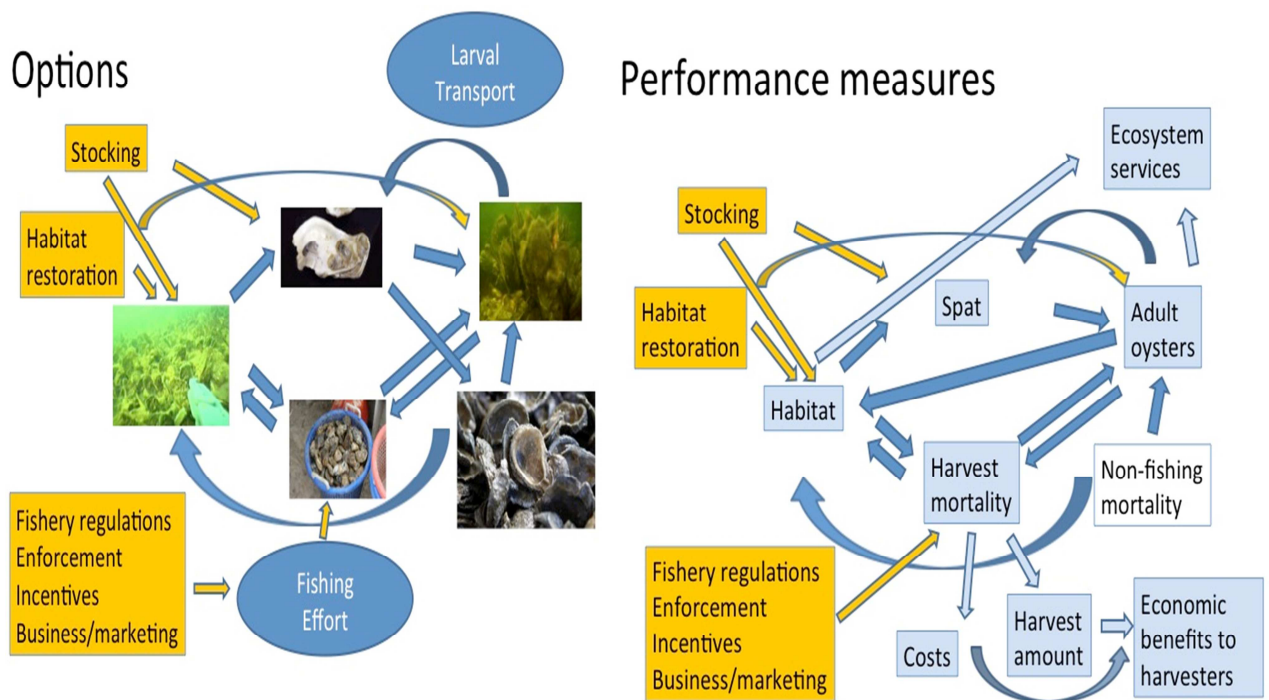 Options
Larval
Transport
Stocking
Habitat
restoration
Fishery regulations
Enforcement
Incentives
Business/marketing
Fishing
Effort
Performance measures
Ecosystem
services
Stocking
Habitat
restoration
Spat
Adult
oysters
Habitat
Harvest
mortality
Non-fishing
mortality
Fishery regulations
Enforcement
Incentives
Business/marketing
Costs
Harvest
amount
Economic
benefits to
harvesters